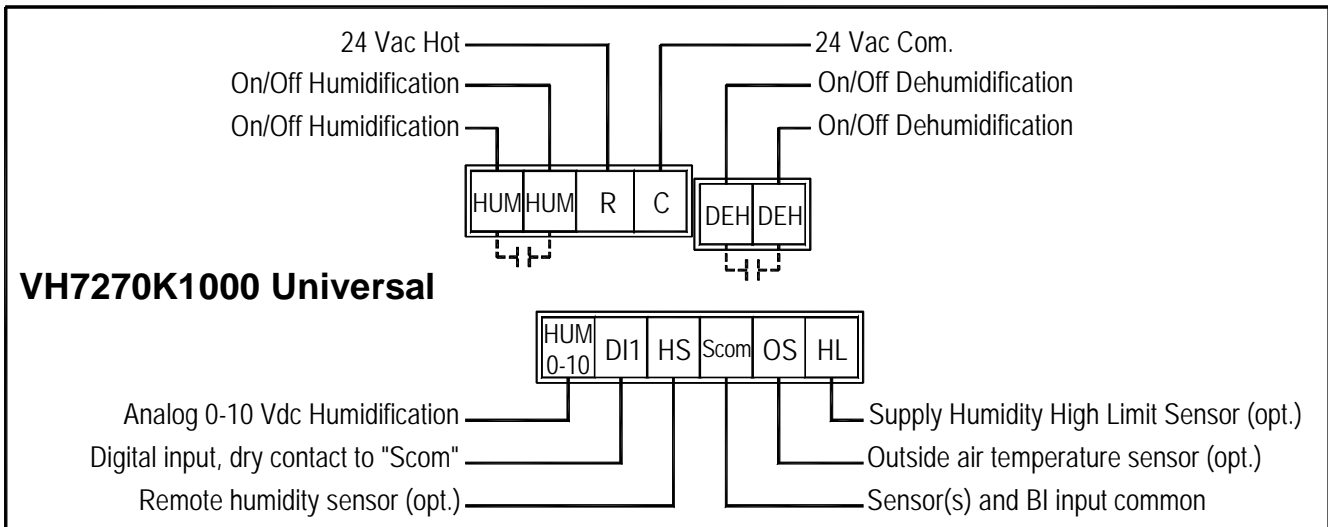 24 Vac Hot
24 Vac Com.
On/Off Humidification
On/Off Dehumidification
On/Off Humidification
On/Off Dehumidification
HUM HUM R C DEH DEH
VH7270K1000 Universal
HUM 0-10 DI1 HS Scom OS HL
Analog 0-10 Vdc Humidification
Supply Humidity High Limit Sensor (opt.)
Digital input, dry contact to "Scom"
Outside air temperature sensor (opt.)
Remote humidity sensor (opt.)
Sensor(s) and BI input common